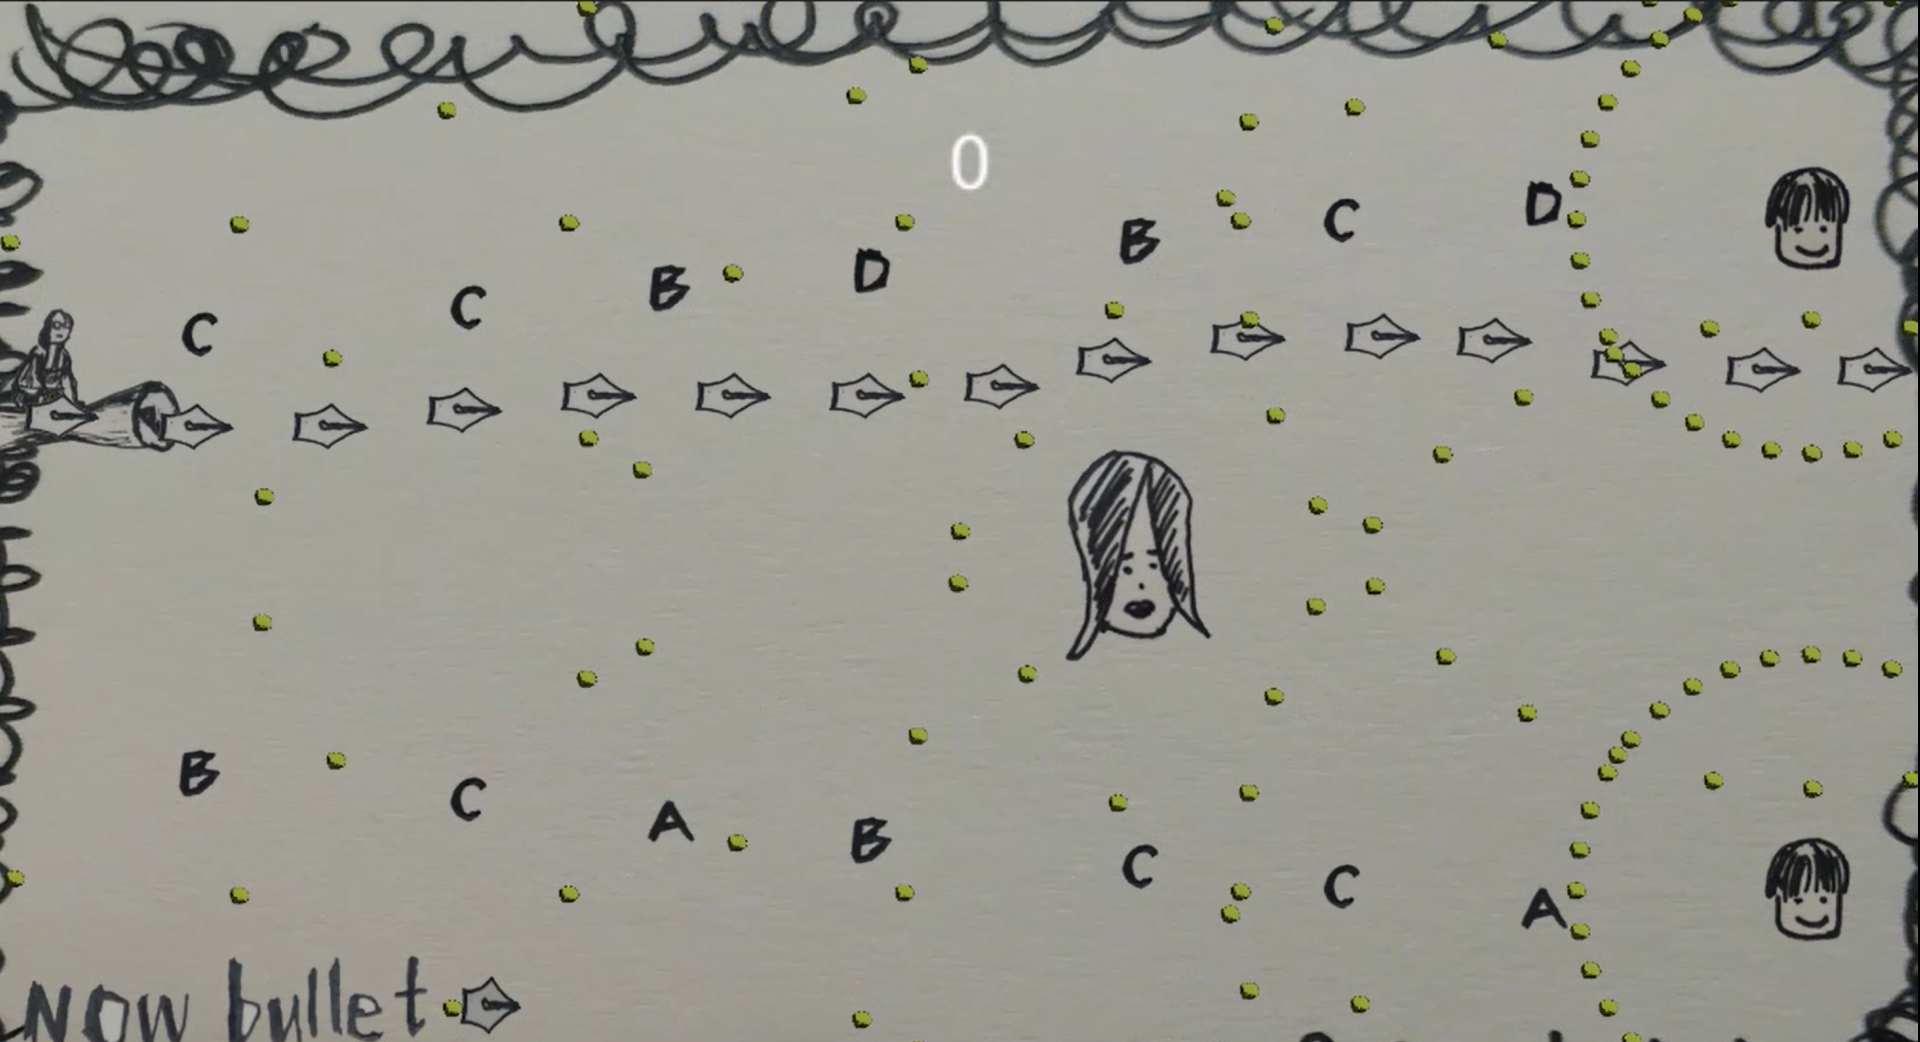 0
B C D
C C B D
B C A B C C A
Now bullet